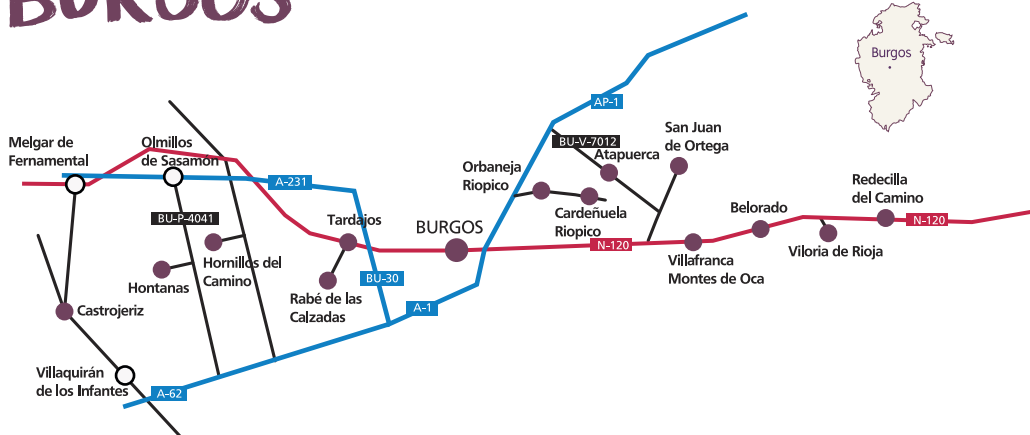 BURGOS
Burgos
AP-1
Melgar de
Fernamental
Olmillos
de Sasamón
BU-V-7012
San Juan
de Ortega
Atapuerca
Orbaneja
Riopico
A-231
Cardeñuela
Riopico
Redecilla
del Camino
BU-P-4041
Tardajos
BURGOS
Belorado
N-120
N-120
Viloria de Rioja
Hornillos del
Camino
Hontanas
BU-30
Villafranca
Montes de Oca
Rabé de las
Calzadas
A-1
Castrojeriz
Villaquirán
de los Infantes
A-62